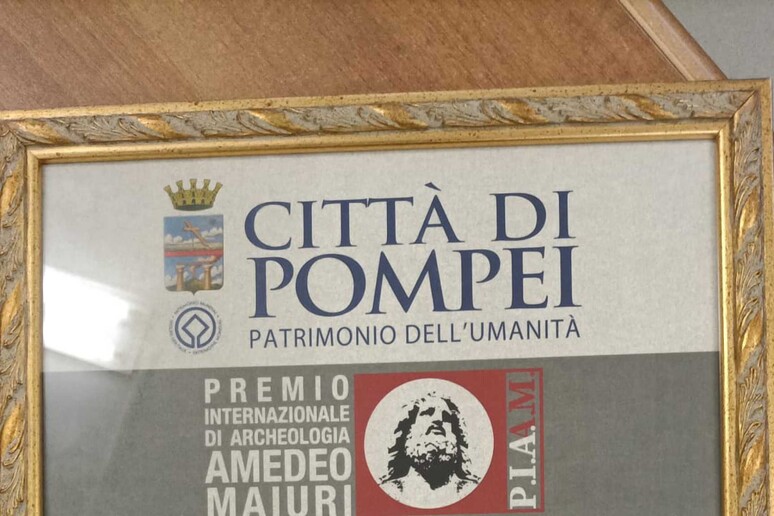 CITTÀ DI
POMPEI
PATRIMONIO DELL'UMANITÀ
PREMIO
INTERNAZIONALE
DI ARCHEOLOGIA
AMEDEO
MAIURI
P.I.A.A.M.